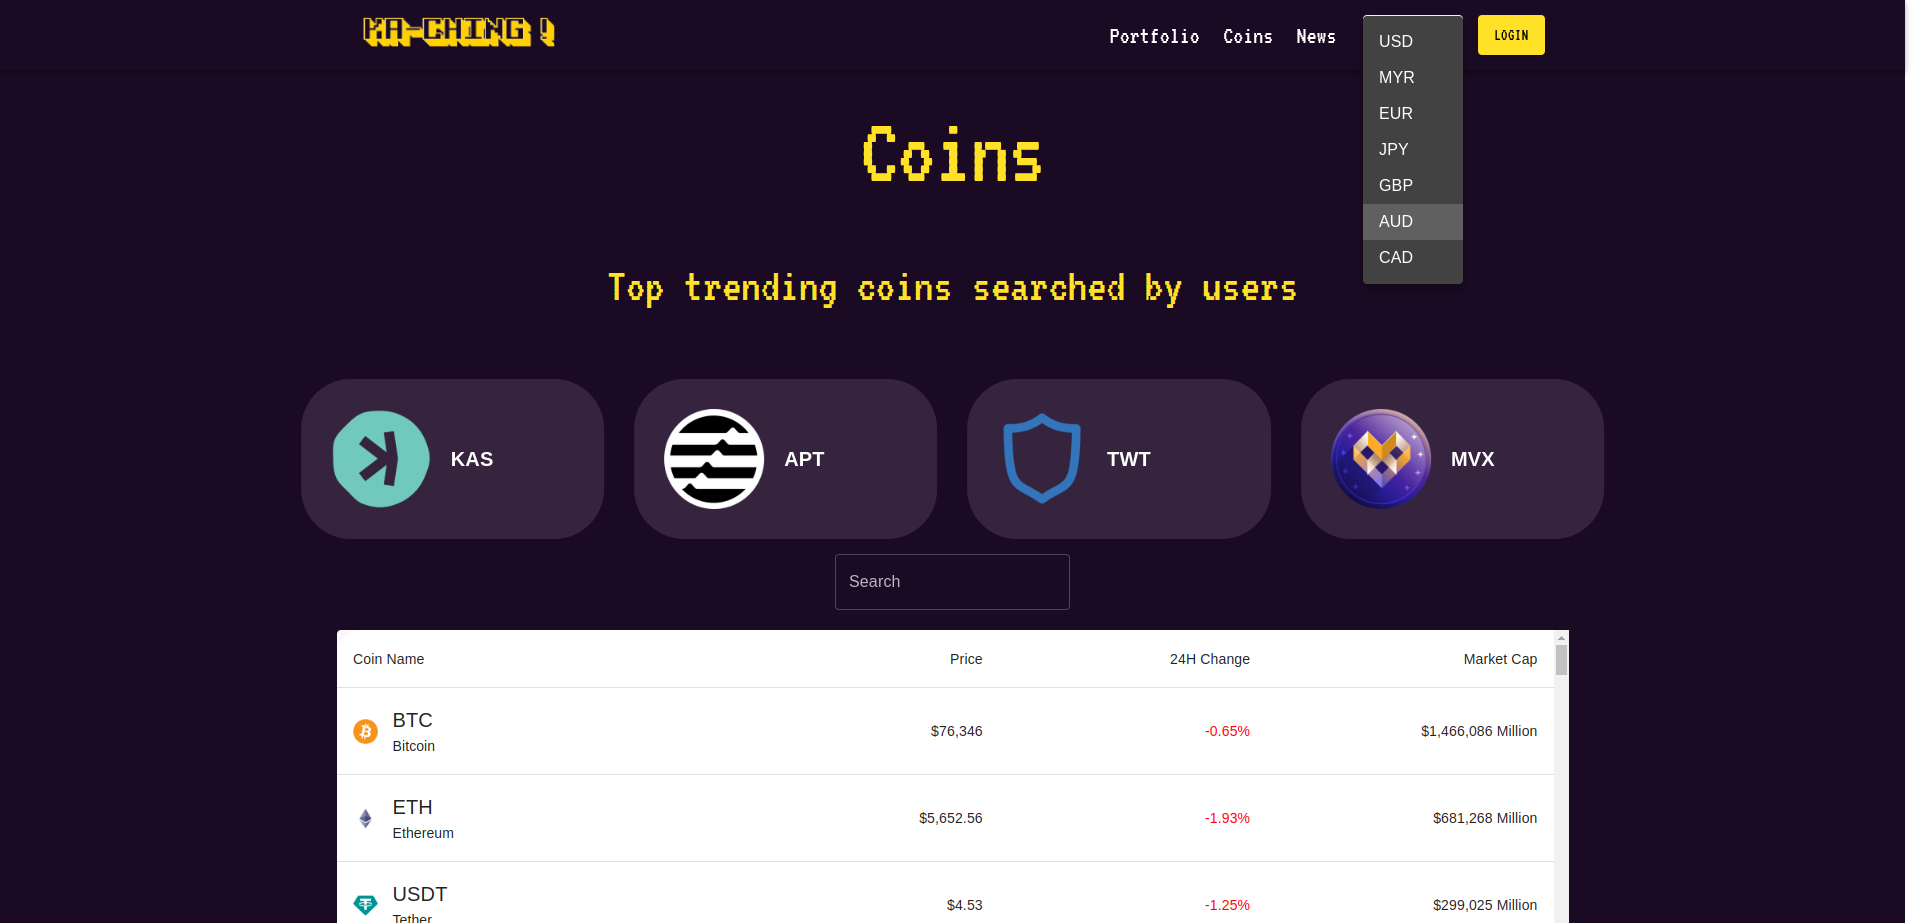 KA-CHING!
Portfolio Coins News LOGIN
USD
MYR
EUR
JPY
GBP
AUD
CAD
Coins
Top trending coins searched by users
KAS APT TWT MVX
Search
Coin Name Price 24H Change Market Cap
BTC
Bitcoin $76,346 -0.65% $1,466,086 Million
ETH
Ethereum $5,652.56 -1.93% $681,268 Million
USDT
Tether $4.53 -1.25% $299,025 Million